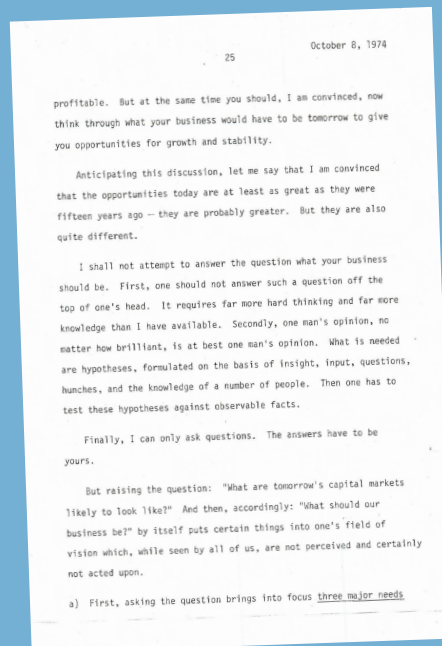 October 8, 1974
25
profitable. But at the same time you should, I am convinced, now
think through what your business would have to be tomorrow to give
you opportunities for growth and stability.
Anticipating this discussion, let me say that I am convinced
that the opportunities today are at least as great as they were
fifteen years ago — they are probably greater. But they are also
quite different.
I shall not attempt to answer the question what your business
should be. First, one should not answer such a question off the
top of one's head. It requires far more hard thinking and far more
knowledge than I have available. Secondly, one man's opinion, no
matter how brilliant, is at best one man's opinion. What is needed
are hypotheses, formulated on the basis of insight, input, questions,
hunches, and the knowledge of a number of people. Then one has to
test these hypotheses against observable facts.
Finally, I can only ask questions. The answers have to be
yours.
But raising the question: "What are tomorrow's capital markets
likely to look like?" And then, accordingly: "What should our
business be?" by itself puts certain things into one's field of
vision which, while seen by all of us, are not perceived and certainly
not acted upon.
a) First, asking the question brings into focus three major needs